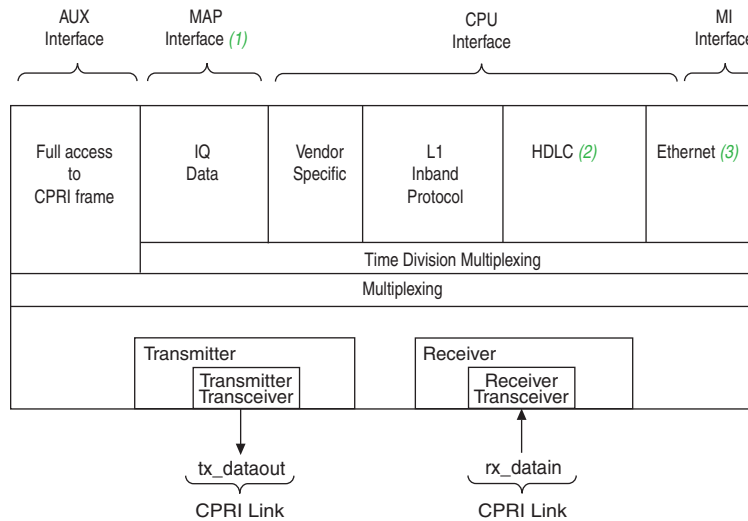 AUX
Interface
MAP
Interface (1)
CPU
Interface
MI
Interface
Full access
to
CPRI frame
IQ
Data
Vendor
Specific
L1
Inband
Protocol
HDLC (2)
Ethernet (3)
Time Division Multiplexing
Multiplexing
Transmitter
Transmitter
Transceiver
Receiver
Receiver
Transceiver
tx_dataout
rx_datain
CPRI Link
CPRI Link